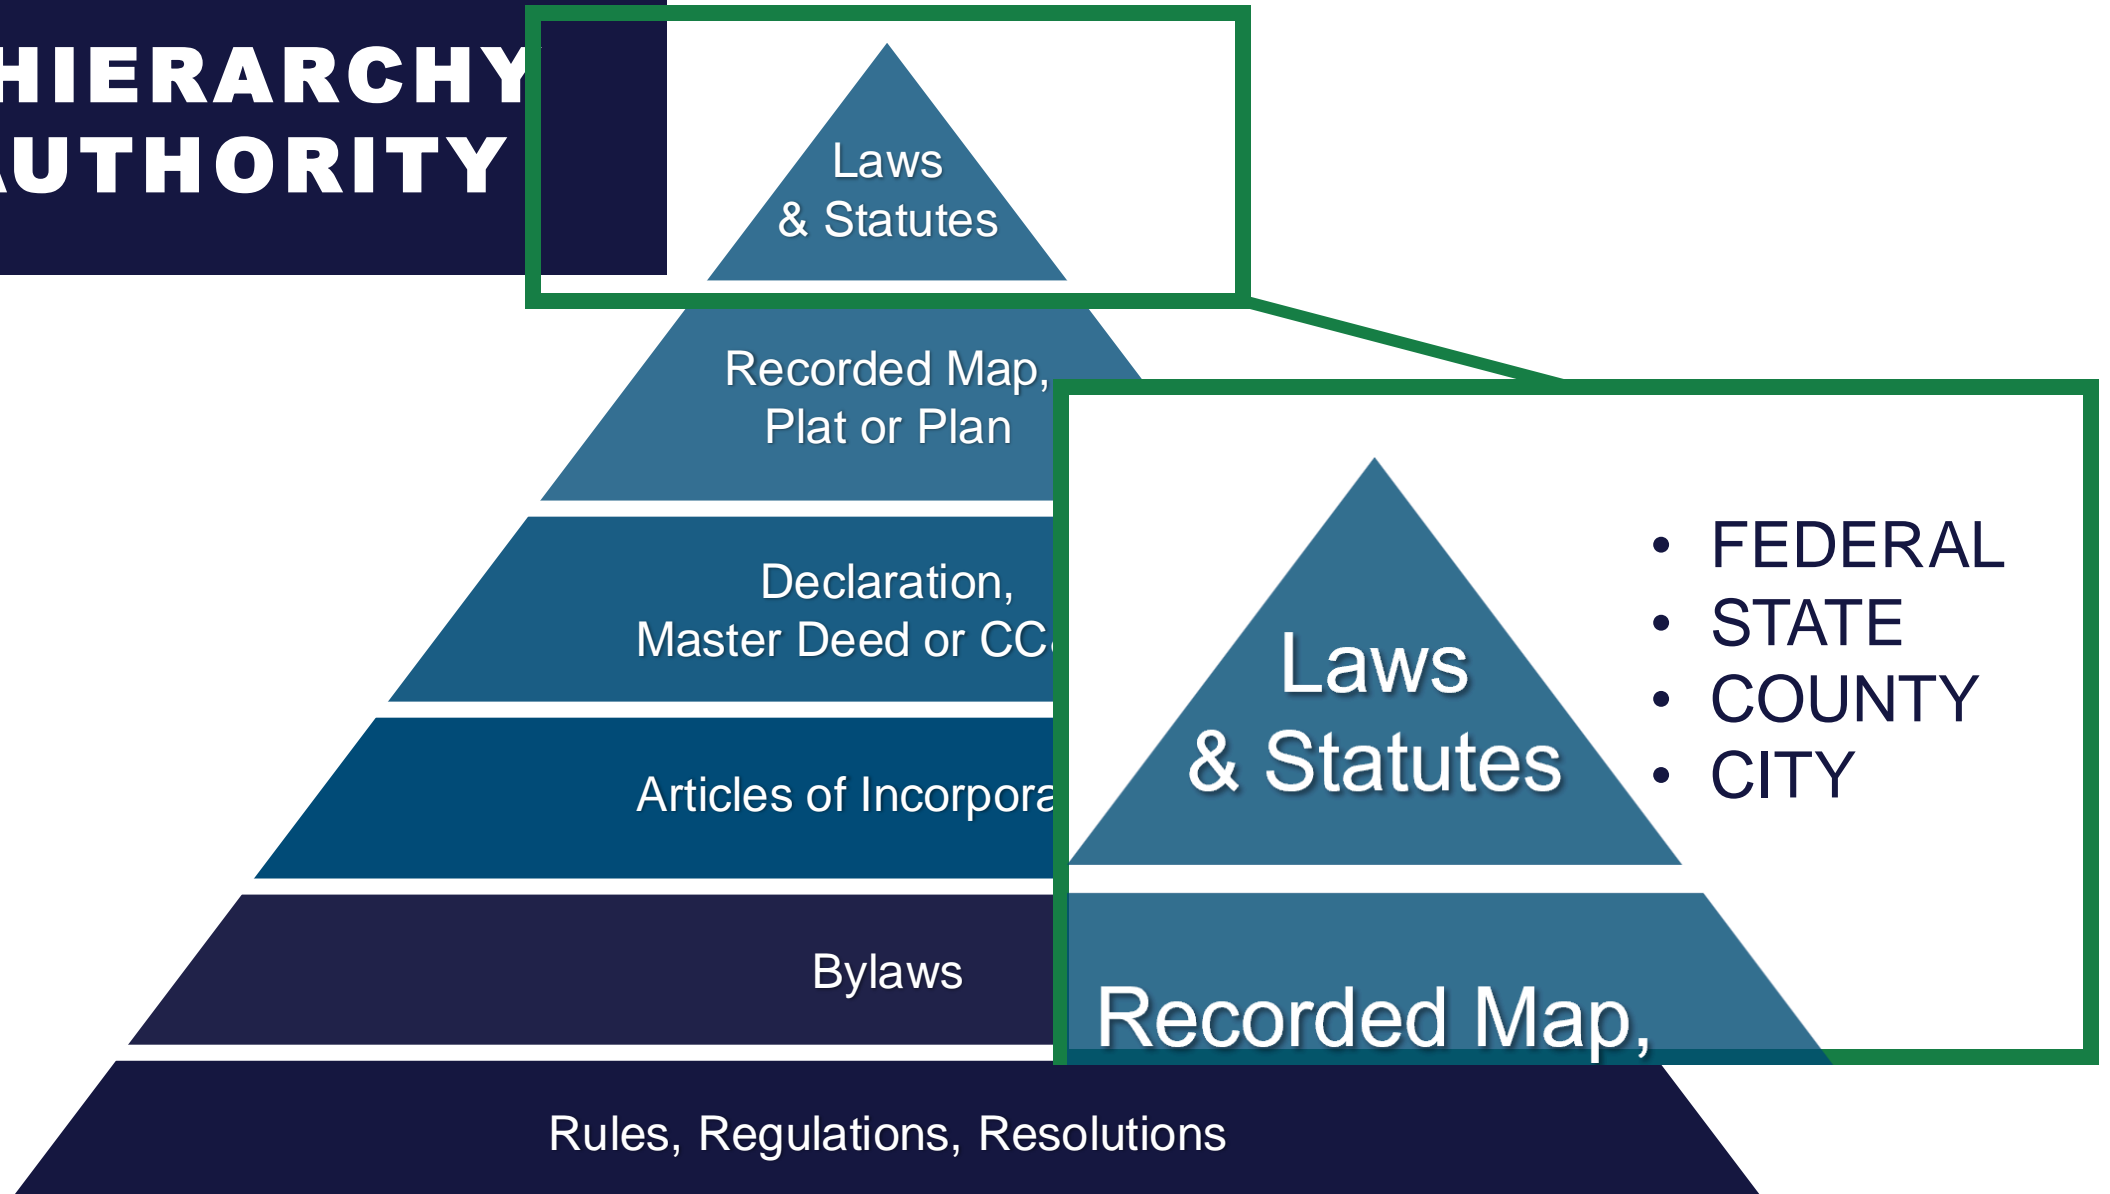 HIERARCHY
AUTHORITY
Laws
& Statutes
Recorded Map,
Plat or Plan
Declaration,
Master Deed or CC
Articles of Incorpora
Bylaws
Rules, Regulations, Resolutions
Laws
& Statutes
Recorded Map,
• FEDERAL
• STATE
• COUNTY
• CITY